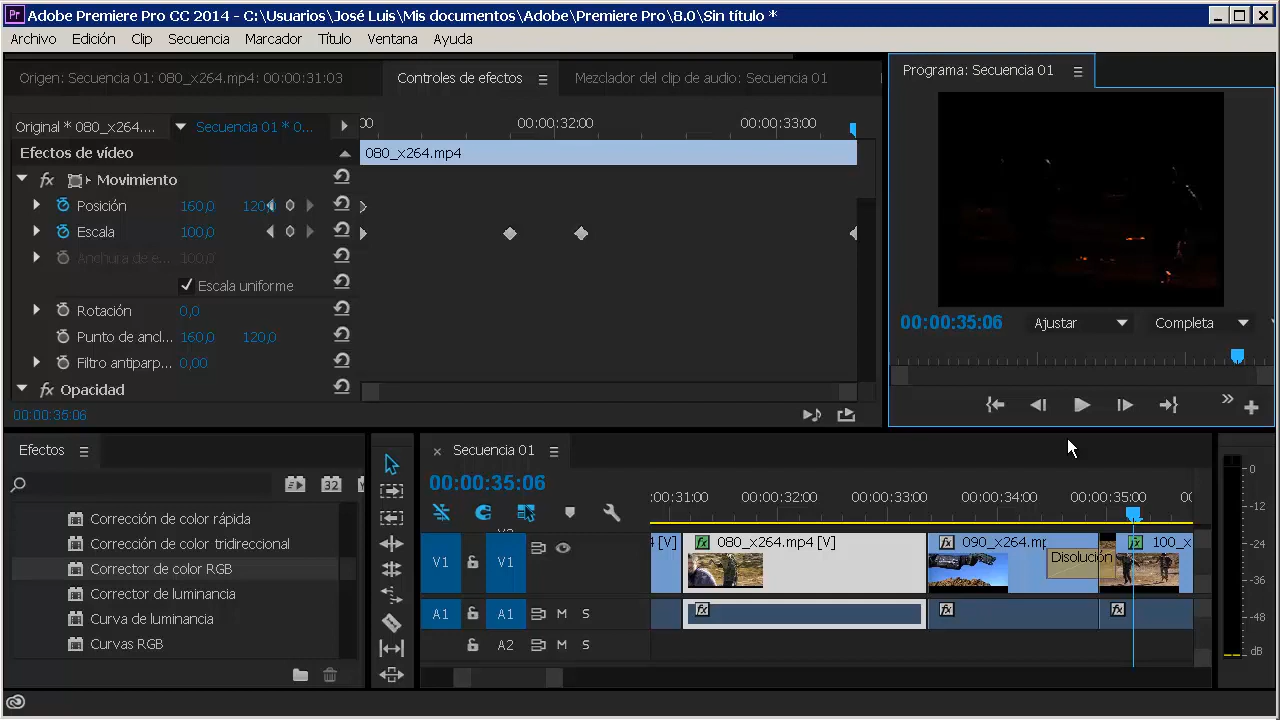 Adobe Premiere Pro CC 2014 - C:\Usuarios\José Luis\Mis documentos\Adobe\Premiere Pro\8.0\Sin título *
Archivo Edición Clip Secuencia Marcador Título Ventana Ayuda
Origen: Secuencia 01: 080_x264.mp4: 00:00:31:03
Controles de efectos
Mezclador del clip de audio: Secuencia 01
Programa: Secuencia 01
Original * 080_x264....
Secuencia 01 * 0...
00
00:00:32:00
00:00:33:00
Efectos de vídeo
080_x264.mp4
fx Movimiento
Posición 160,0 120,0
Escala 100,0
Anchura de e... 100,0
Escala uniforme
Rotación 0,0
Punto de ancl... 160,0 120,0
Filtro antiparp... 0,00
fx Opacidad
00:00:35:06
00:00:35:06
Ajustar
Completa
Efectos
32
Corrección de color rápida
Corrección de color tridireccional
Corrector de color RGB
Corrector de luminancia
Curva de luminancia
Curvas RGB
× Secuencia 01
00:00:35:06
:00:31:00 00:00:32:00 00:00:33:00 00:00:34:00 00:00:35:00 00
V1 V1
4 [V]
fx 080_x264.mp4 [V]
fx 090_x264.mp
Disolución
fx 100_x
A1 A1 M S
fx fx fx
A2 M S
0
-12
-24
-36
-48
dB